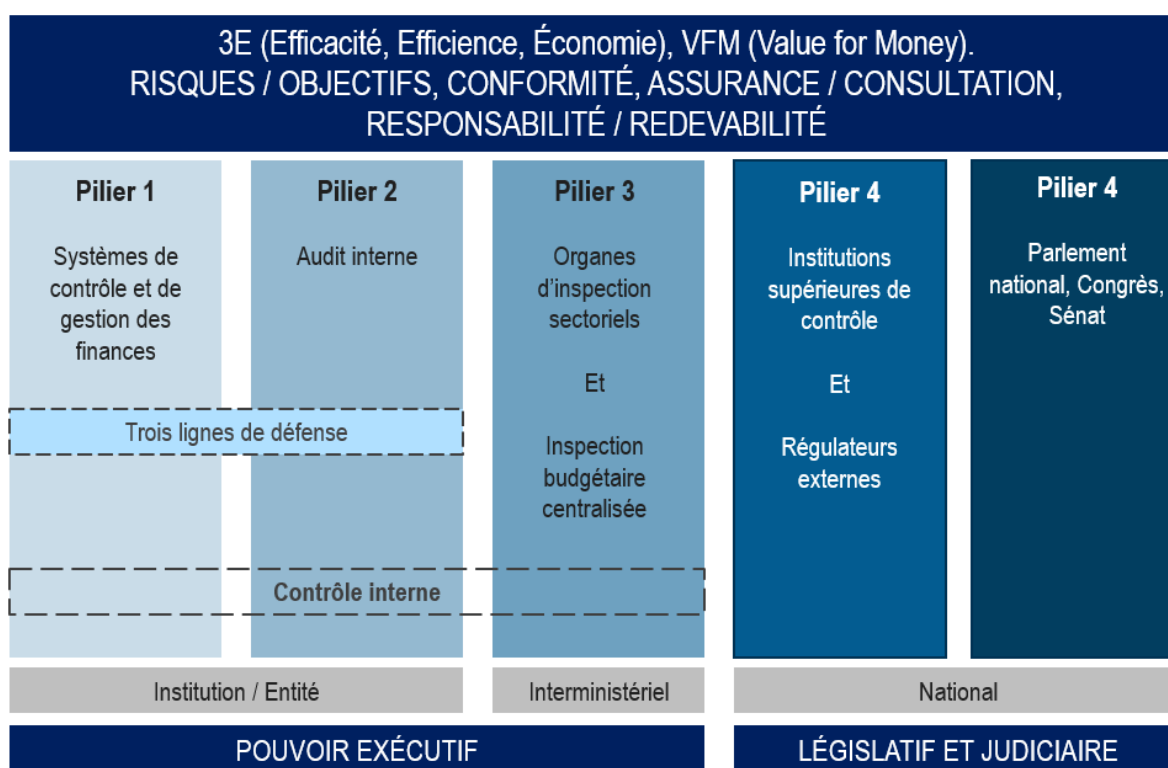 3E (Efficacité, Efficience, Économie), VFM (Value for Money).
RISQUES / OBJECTIFS, CONFORMITÉ, ASSURANCE / CONSULTATION,
RESPONSABILITÉ / REDEVABILITÉ
Pilier 1
Systèmes de
contrôle et de
gestion des
finances
Pilier 2
Audit interne
Pilier 3
Organes
d’inspection
sectoriels
Et
Inspection
budgétaire
centralisée
Pilier 4
Institutions
supérieures de
contrôle
Et
Régulateurs
externes
Pilier 4
Parlement
national, Congrès,
Sénat
Trois lignes de défense
Contrôle interne
Institution / Entité
Interministériel
National
POUVOIR EXÉCUTIF
LÉGISLATIF ET JUDICIAIRE